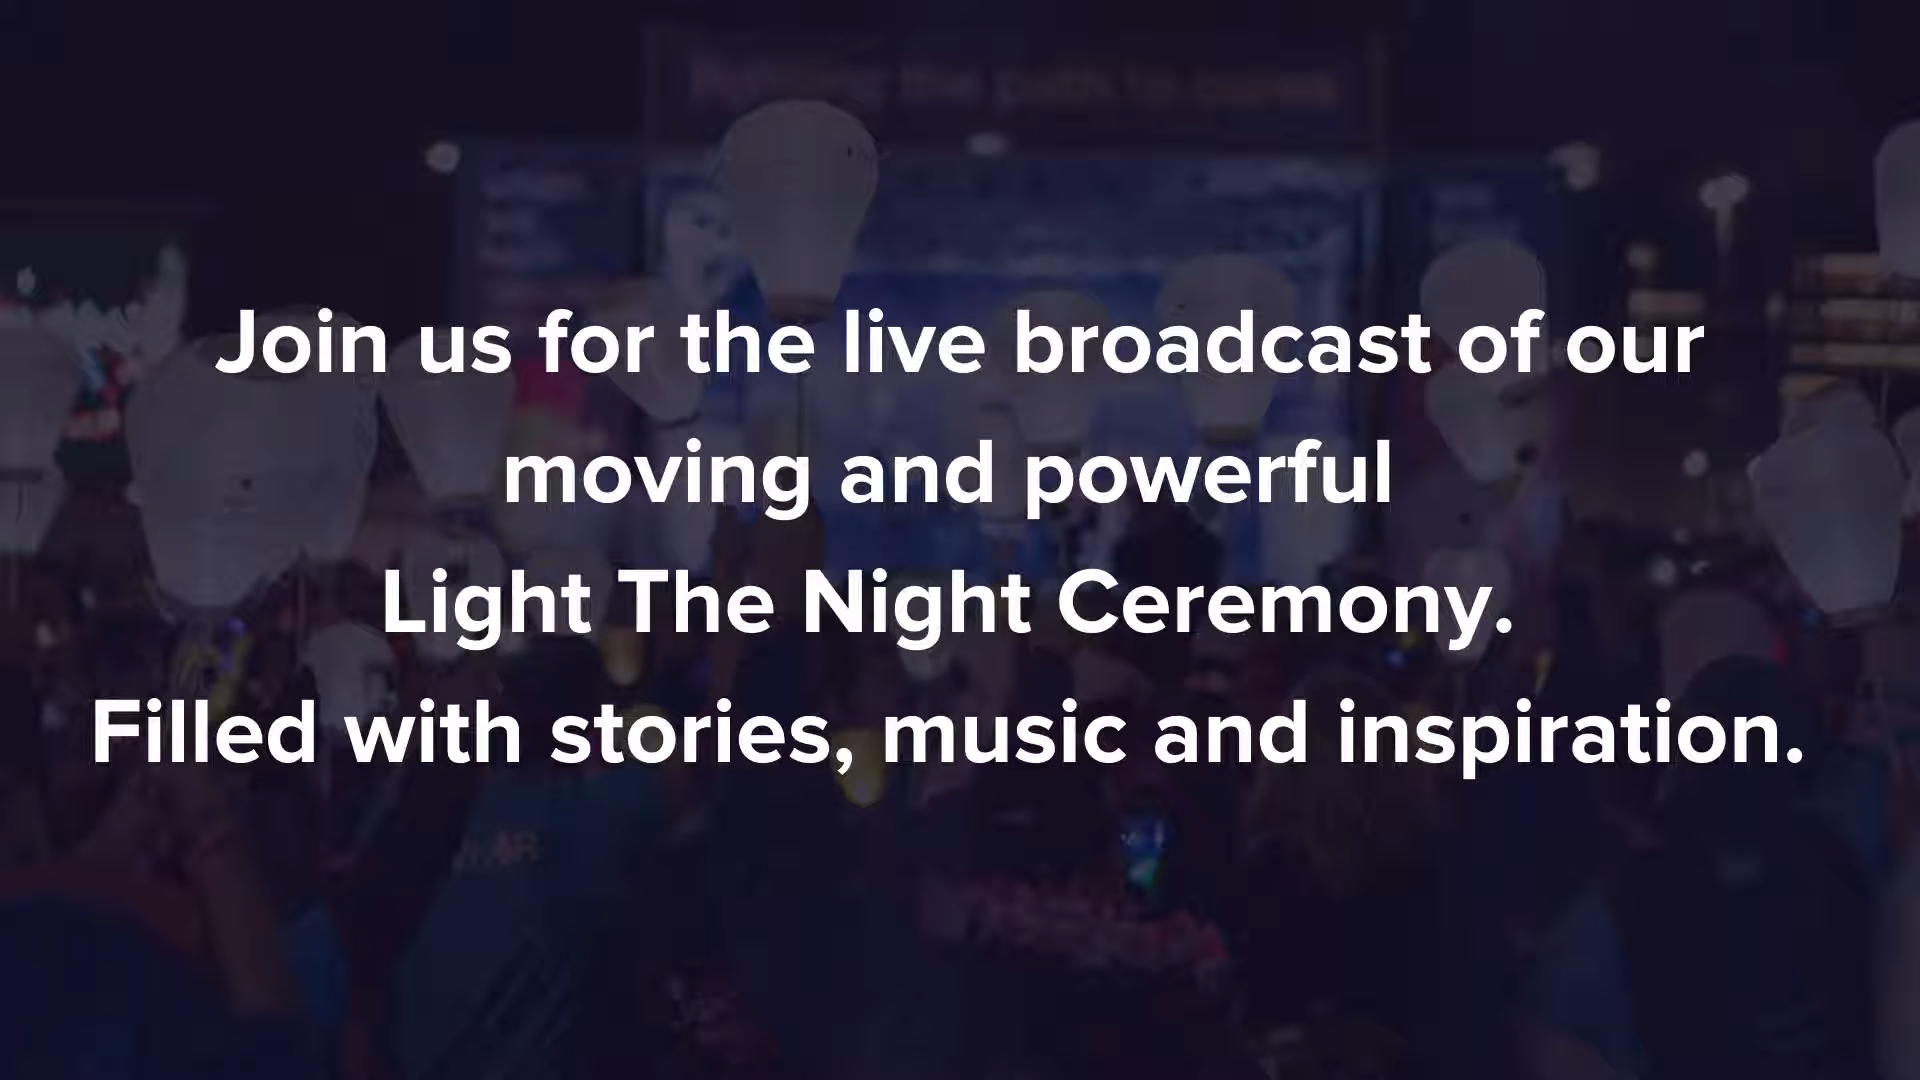 Join us for the live broadcast of our
moving and powerful
Light The Night Ceremony.
Filled with stories, music and inspiration.